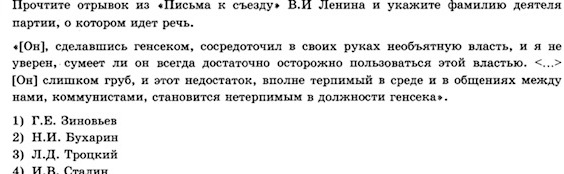 Прочтите отрывок из «Письма к съезду» В.И Ленина и укажите фамилию деятеля
партии, о котором идет речь.
«[Он], сделавшись генсеком, сосредоточил в своих руках необъятную власть, и я не
уверен, сумеет ли он всегда достаточно осторожно пользоваться этой властью. <...>
[Он] слишком груб, и этот недостаток, вполне терпимый в среде и в общениях между
нами, коммунистами, становится нетерпимым в должности генсека».
1) Г.Е. Зиновьев
2) Н.И. Бухарин
3) Л.Д. Троцкий
4) И.В. Сталин